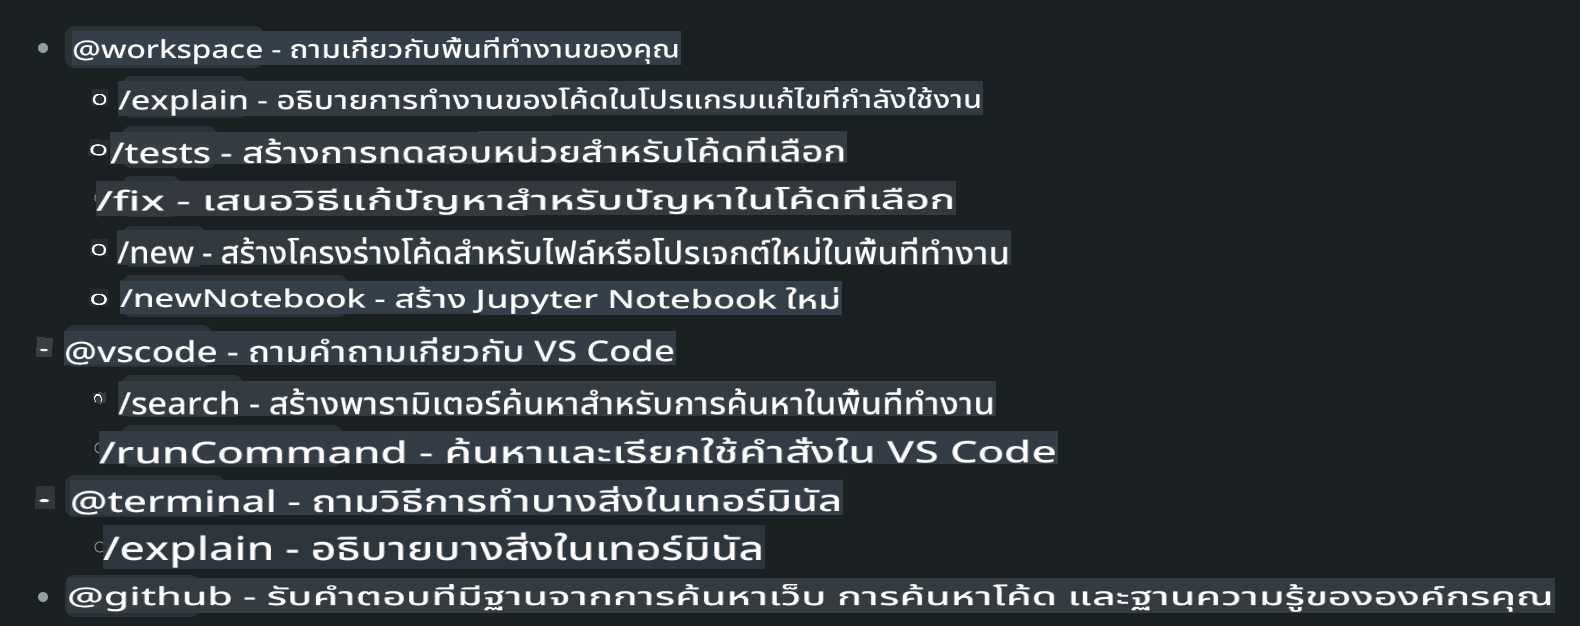 @workspace - ถามเกี่ยวกับพื้นที่ทำงานของคุณ
/explain - อธิบายการทำงานของโค้ดในโปรแกรมแก้ไขที่กำลังใช้งาน
/tests - สร้างการทดสอบหน่วยสำหรับโค้ดที่เลือก
/fix - เสนอวิธีแก้ปัญหาสำหรับปัญหาในโค้ดที่เลือก
/new - สร้างโครงร่างโค้ดสำหรับไฟล์หรือโปรเจกต์ใหม่ในพื้นที่ทำงาน
/newNotebook - สร้าง Jupyter Notebook ใหม่
- @vscode - ถามคำถามเกี่ยวกับ VS Code
/search - สร้างพารามิเตอร์ค้นหาสำหรับการค้นหาในพื้นที่ทำงาน
/runCommand - ค้นหาและเรียกใช้คำสั่งใน VS Code
- @terminal - ถามวิธีการทำบางสิ่งในเทอร์มินัล
/explain - อธิบายบางสิ่งในเทอร์มินัล
@github - รับคำตอบที่มีฐานจากการค้นหาเว็บ การค้นหาโค้ด และฐานความรู้ขององค์กรคุณ